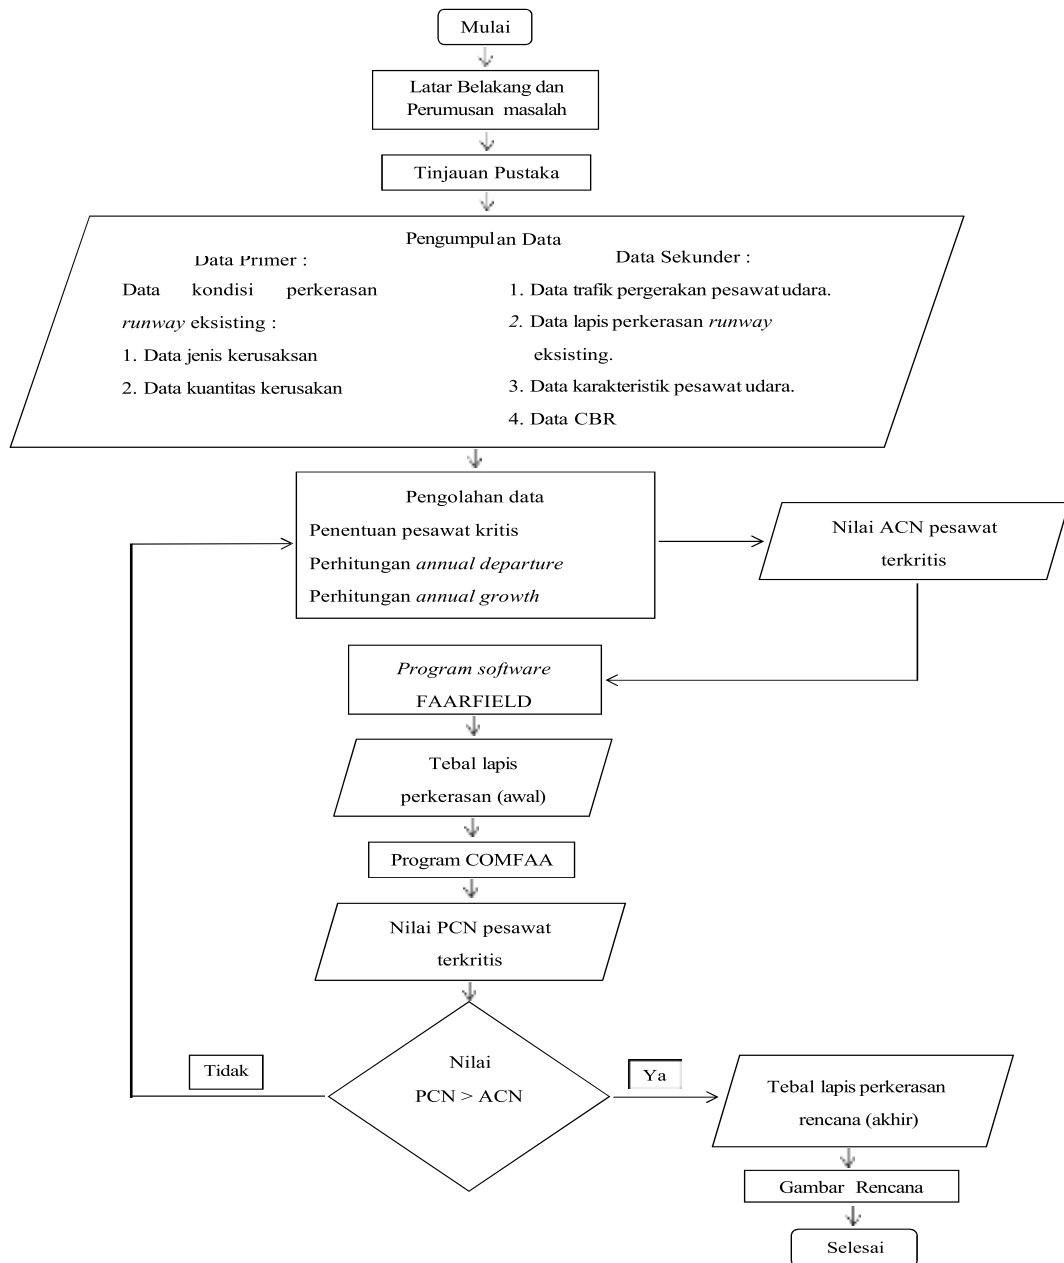 Mulai
Latar Belakang dan
Perumusan masalah
Tinjauan Pustaka
Pengumpulan Data
Data Primer :
Data kondisi perkerasan
runway eksisting :
1. Data jenis kerusaksan
2. Data kuantitas kerusakan
Data Sekunder :
1. Data trafik pergerakan pesawat udara.
2. Data lapis perkerasan runway
eksisting.
3. Data karakteristik pesawat udara.
4. Data CBR
Pengolahan data
Penentuan pesawat kritis
Perhitungan annual departure
Perhitungan annual growth
Nilai ACN pesawat
terkritis
Program software
FAARFIELD
Tebal lapis
perkerasan (awal)
Program COMFAA
Nilai PCN pesawat
terkritis
Nilai
PCN > ACN
Tidak
Ya
Tebal lapis perkerasan
rencana (akhir)
Gambar Rencana
Selesai